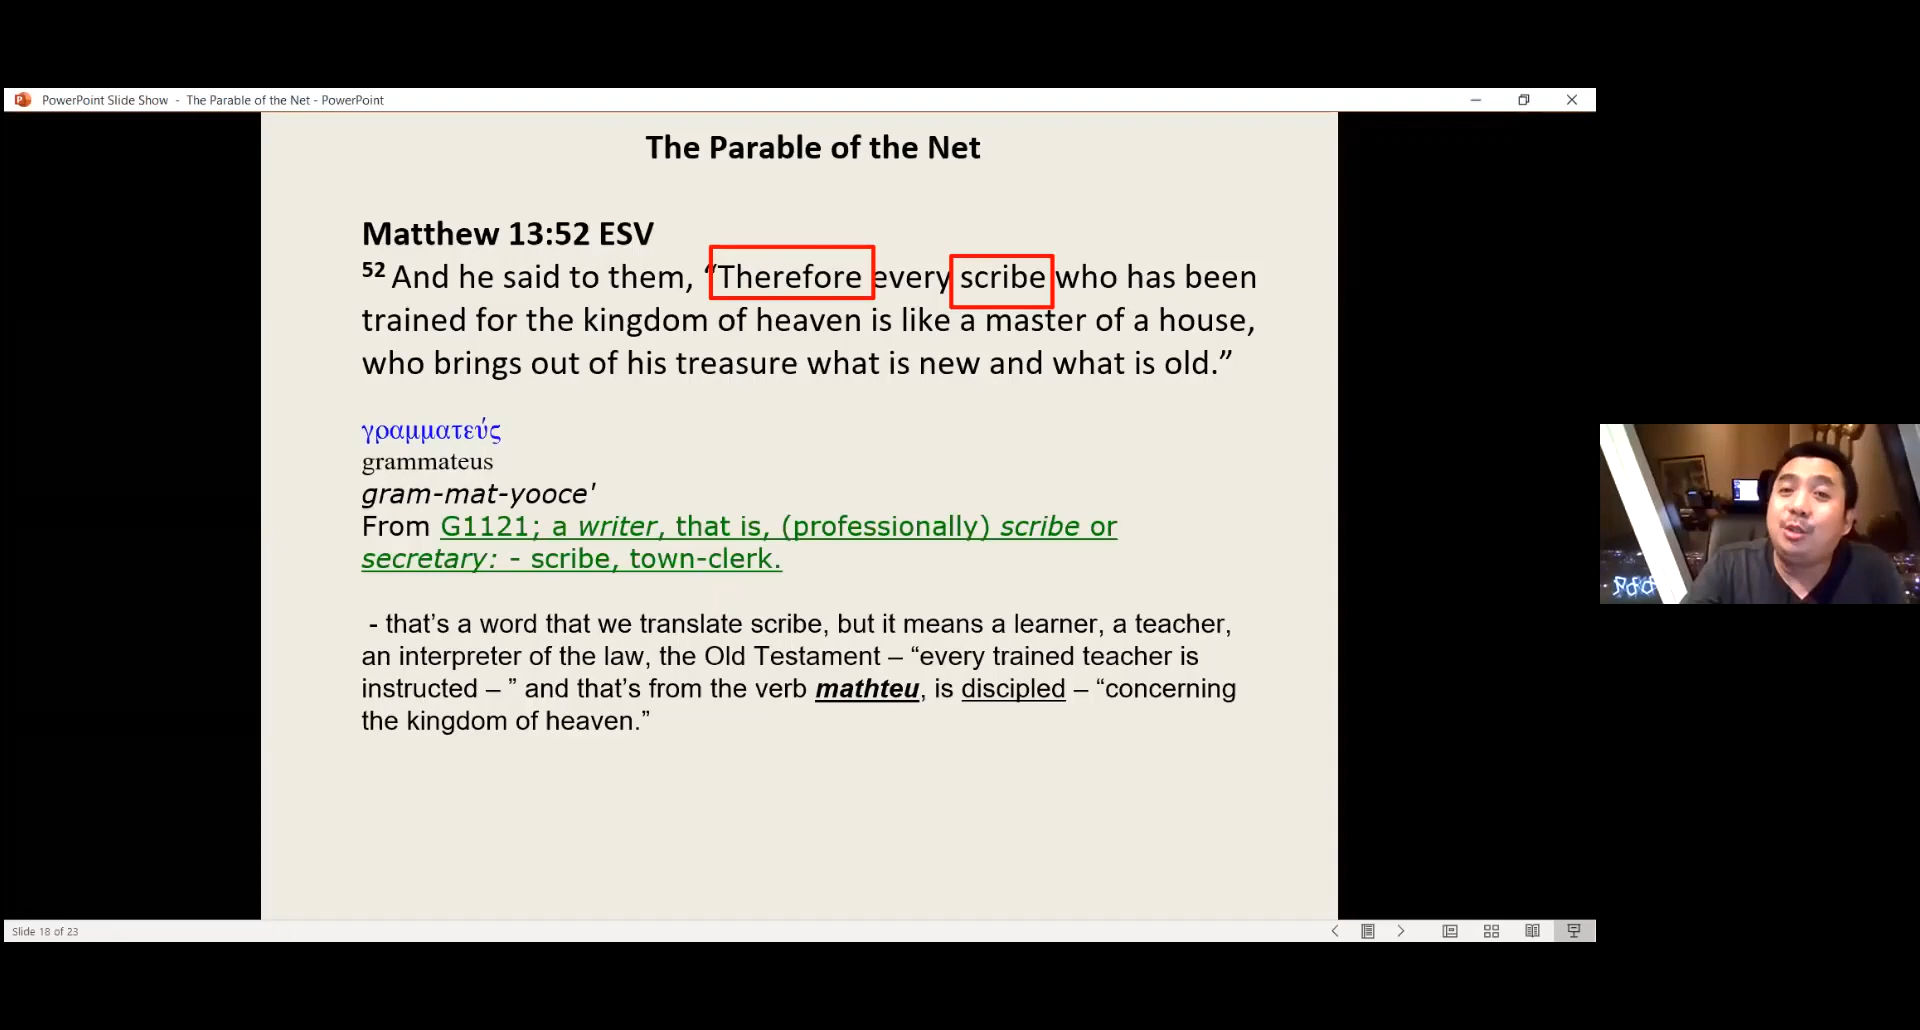 PowerPoint Slide Show - The Parable of the Net - PowerPoint
The Parable of the Net
Matthew 13:52 ESV
52 And he said to them, “Therefore every scribe who has been
trained for the kingdom of heaven is like a master of a house,
who brings out of his treasure what is new and what is old.”
γραμματεύς
grammateus
gram-mat-yooce'
From G1121; a writer, that is, (professionally) scribe or
secretary: - scribe, town-clerk.
- that’s a word that we translate scribe, but it means a learner, a teacher,
an interpreter of the law, the Old Testament – “every trained teacher is
instructed – ” and that’s from the verb mathteu, is discipled – “concerning
the kingdom of heaven.”
Slide 18 of 23